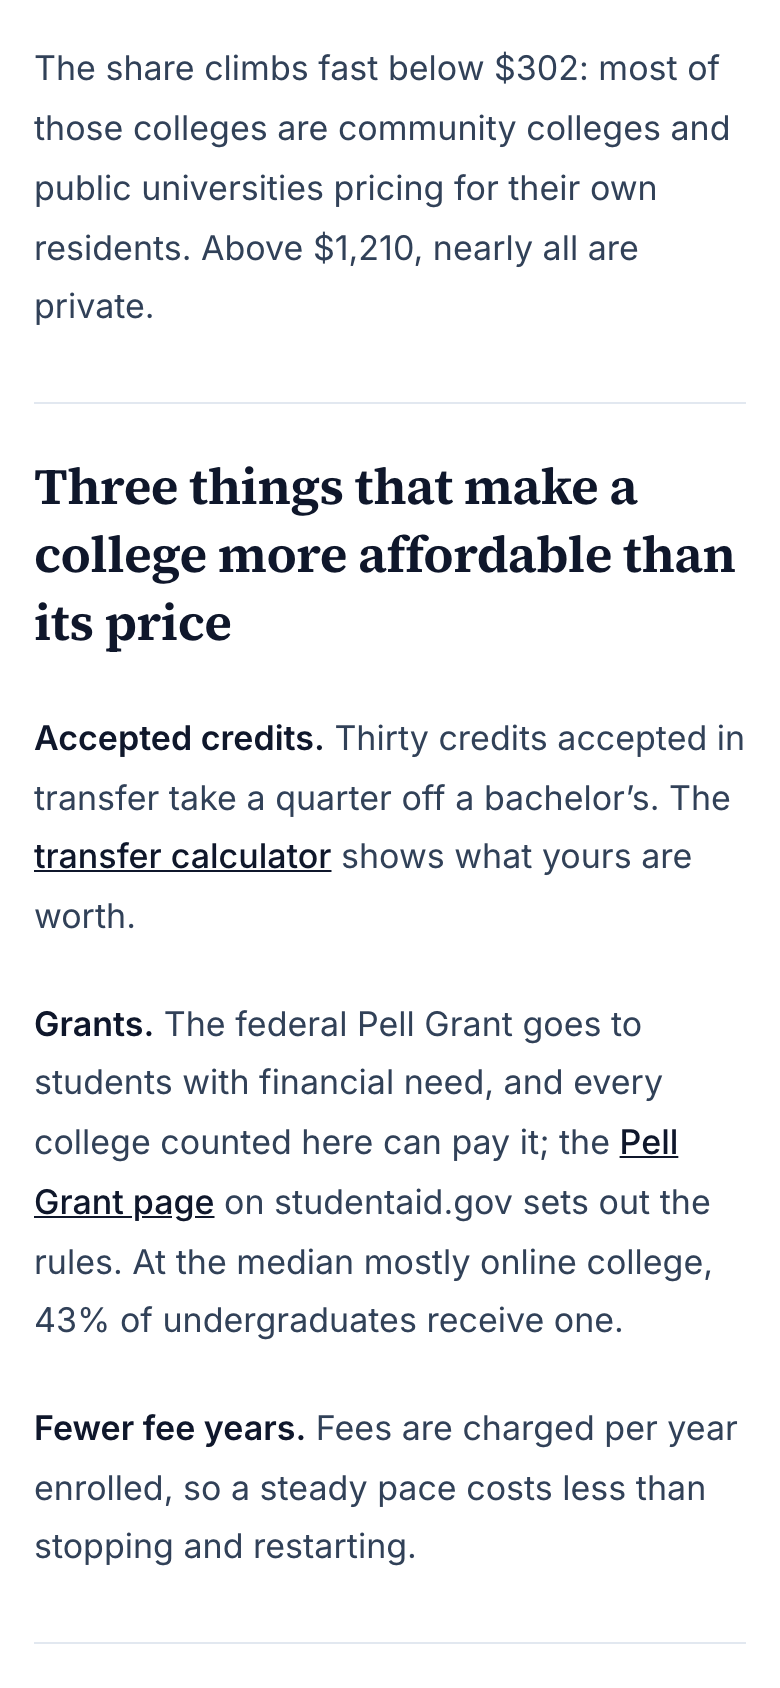 The share climbs fast below $302: most of
those colleges are community colleges and
public universities pricing for their own
residents. Above $1,210, nearly all are
private.
Three things that make a
college more affordable than
its price
Accepted credits. Thirty credits accepted in
transfer take a quarter off a bachelor’s. The
transfer calculator shows what yours are
worth.
Grants. The federal Pell Grant goes to
students with financial need, and every
college counted here can pay it; the Pell
Grant page on studentaid.gov sets out the
rules. At the median mostly online college,
43% of undergraduates receive one.
Fewer fee years. Fees are charged per year
enrolled, so a steady pace costs less than
stopping and restarting.